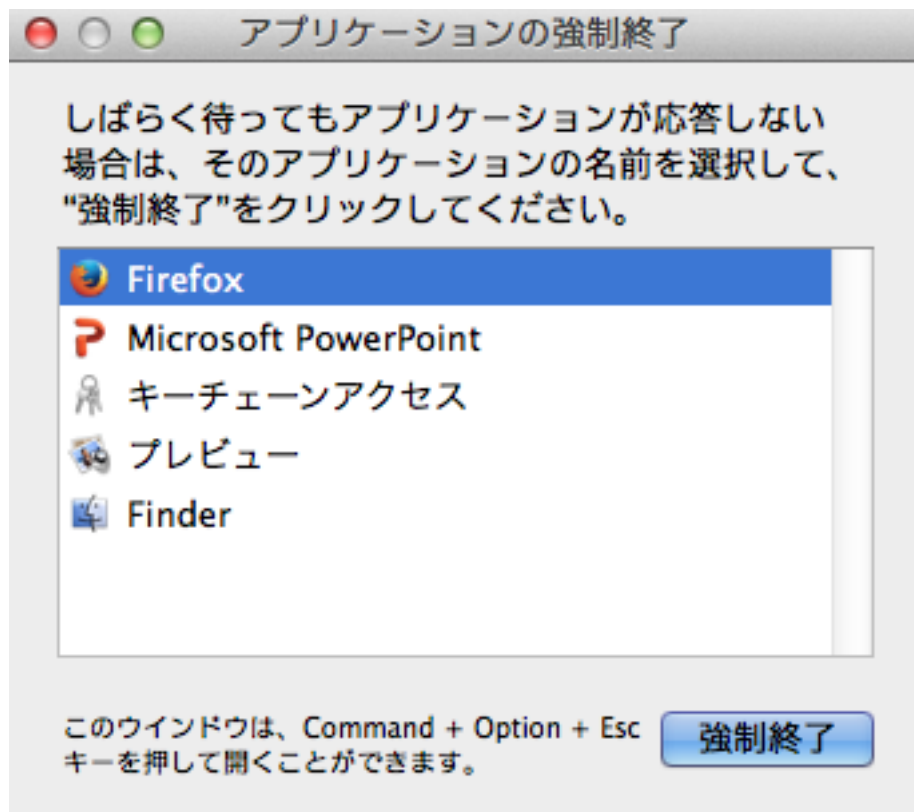 アプリケーションの強制終了
しばらく待ってもアプリケーションが応答しない
場合は、そのアプリケーションの名前を選択して、
“強制終了”をクリックしてください。
Firefox
Microsoft PowerPoint
キーチェーンアクセス
プレビュー
Finder
このウインドウは、Command + Option + Esc
キーを押して開くことができます。
強制終了